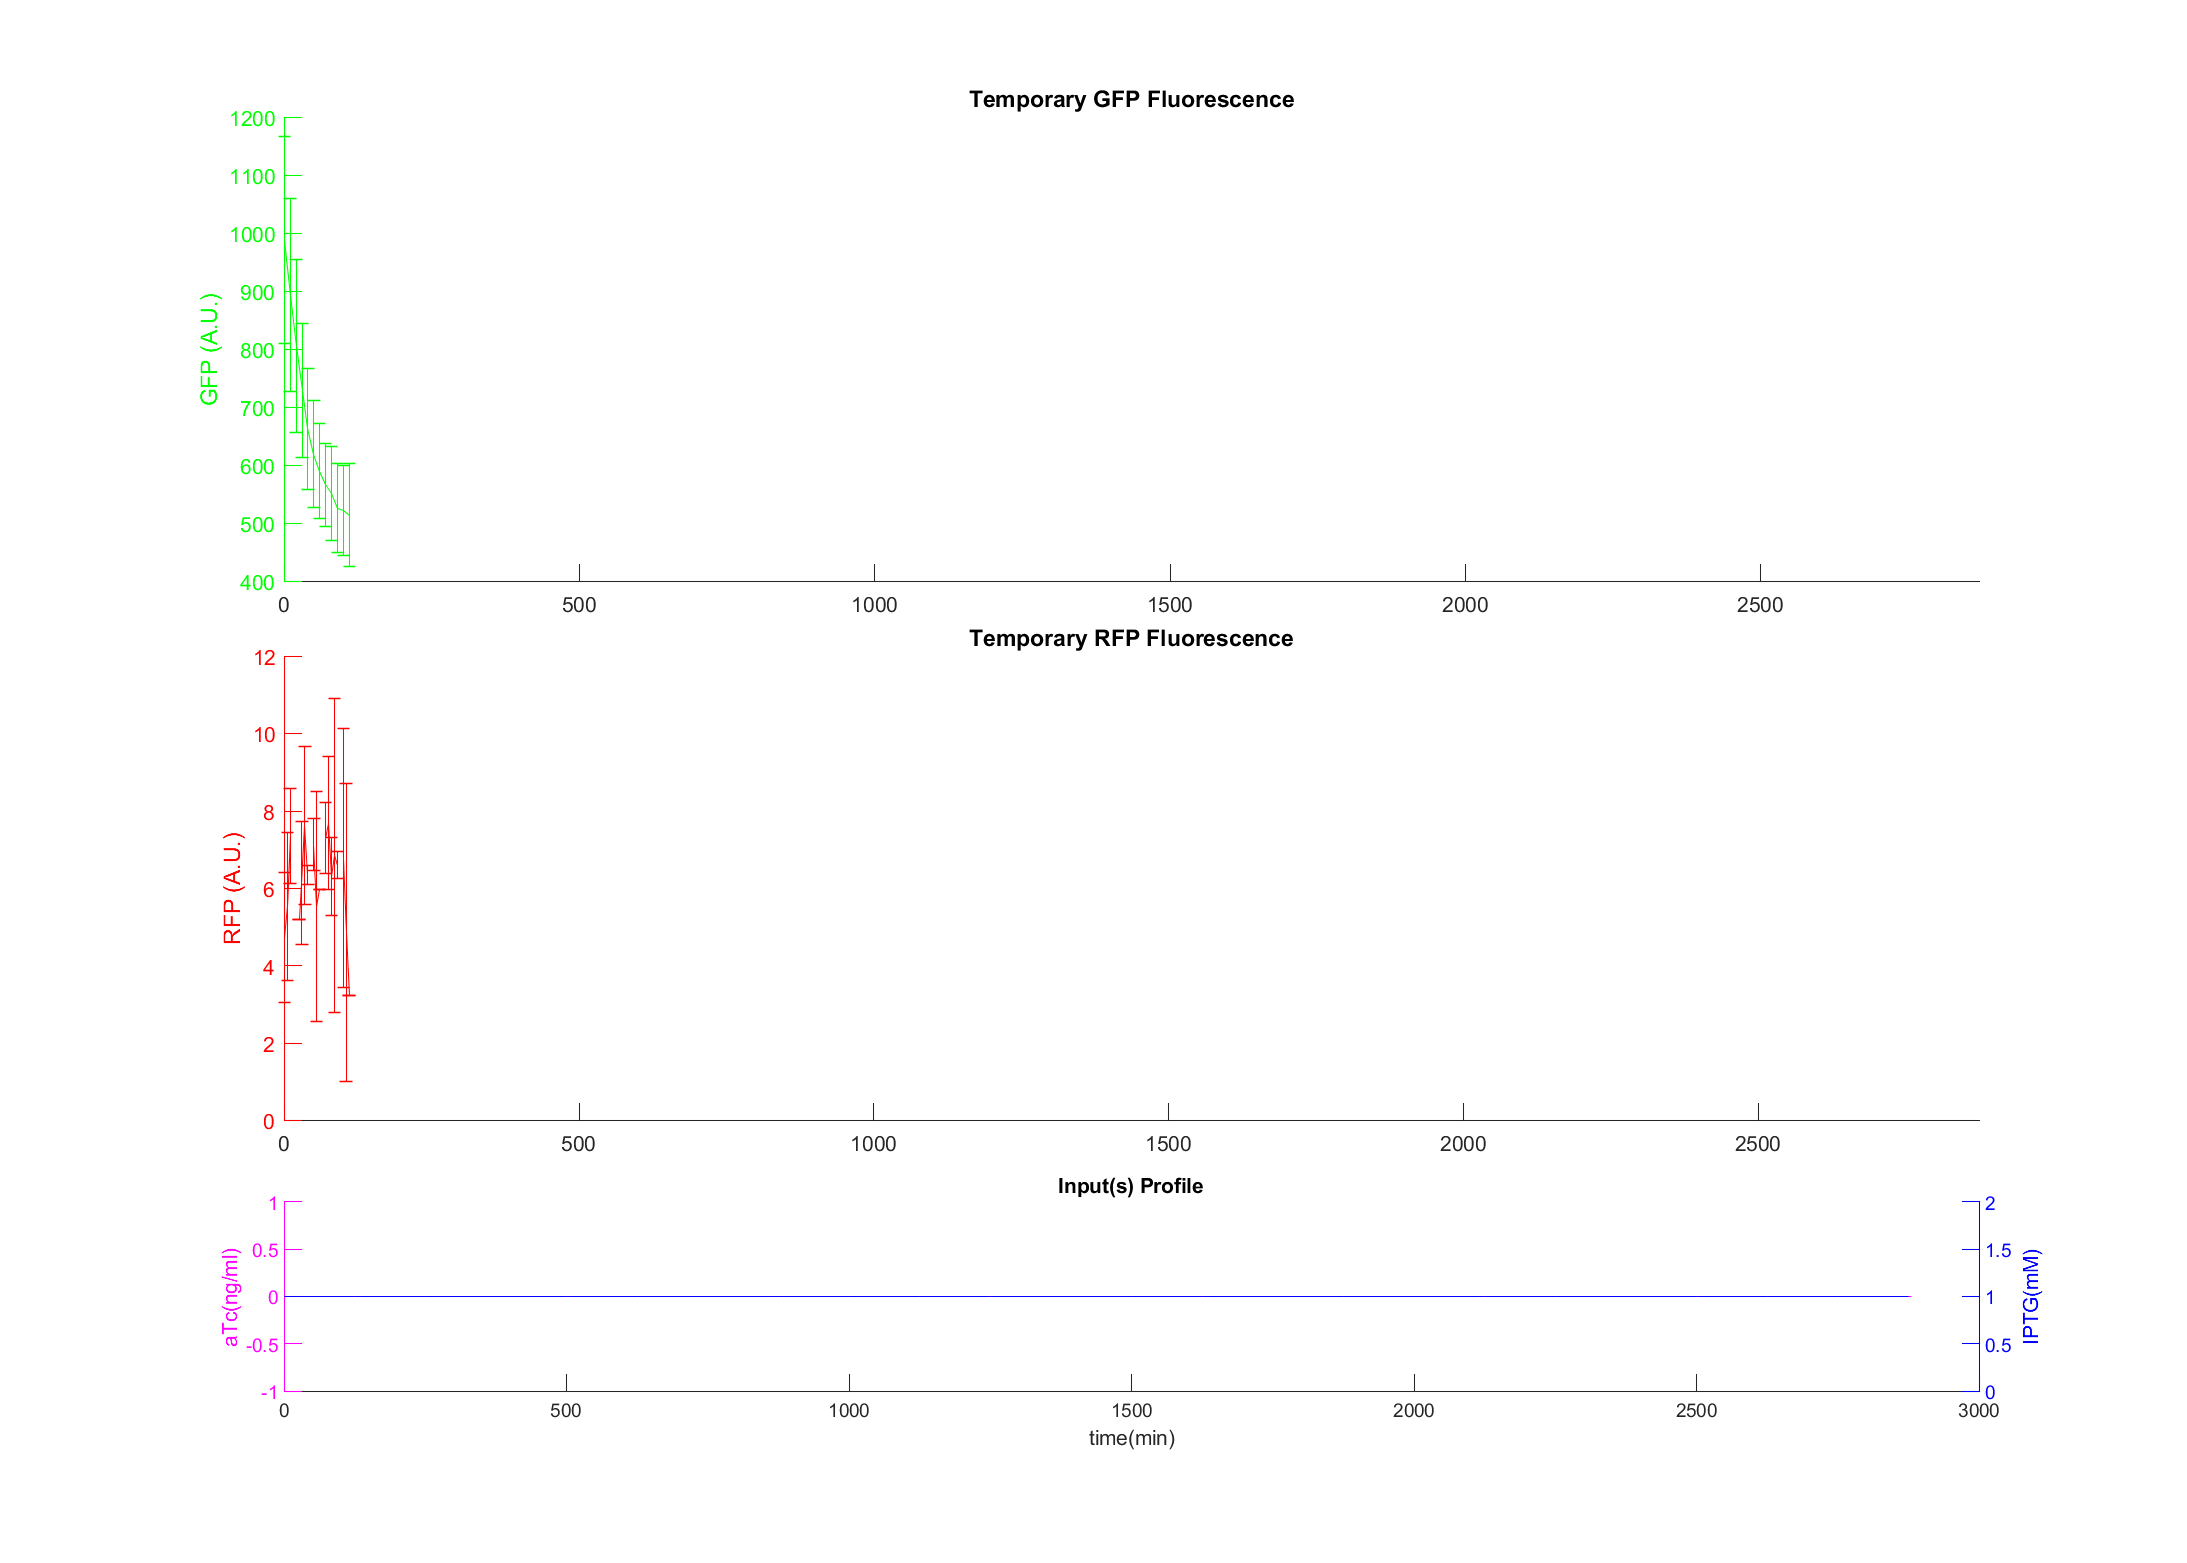 Temporary GFP Fluorescence
1200
1100
1000
900
800
700
600
500
400
GFP (A.U.)
0 500 1000 1500 2000 2500
Temporary RFP Fluorescence
12
10
8
6
4
2
0
RFP (A.U.)
0 500 1000 1500 2000 2500
Input(s) Profile
1
0.5
0
-0.5
-1
aTc(ng/ml)
2
1.5
1
0.5
0
IPTG(mM)
0 500 1000 1500 2000 2500 3000
time(min)